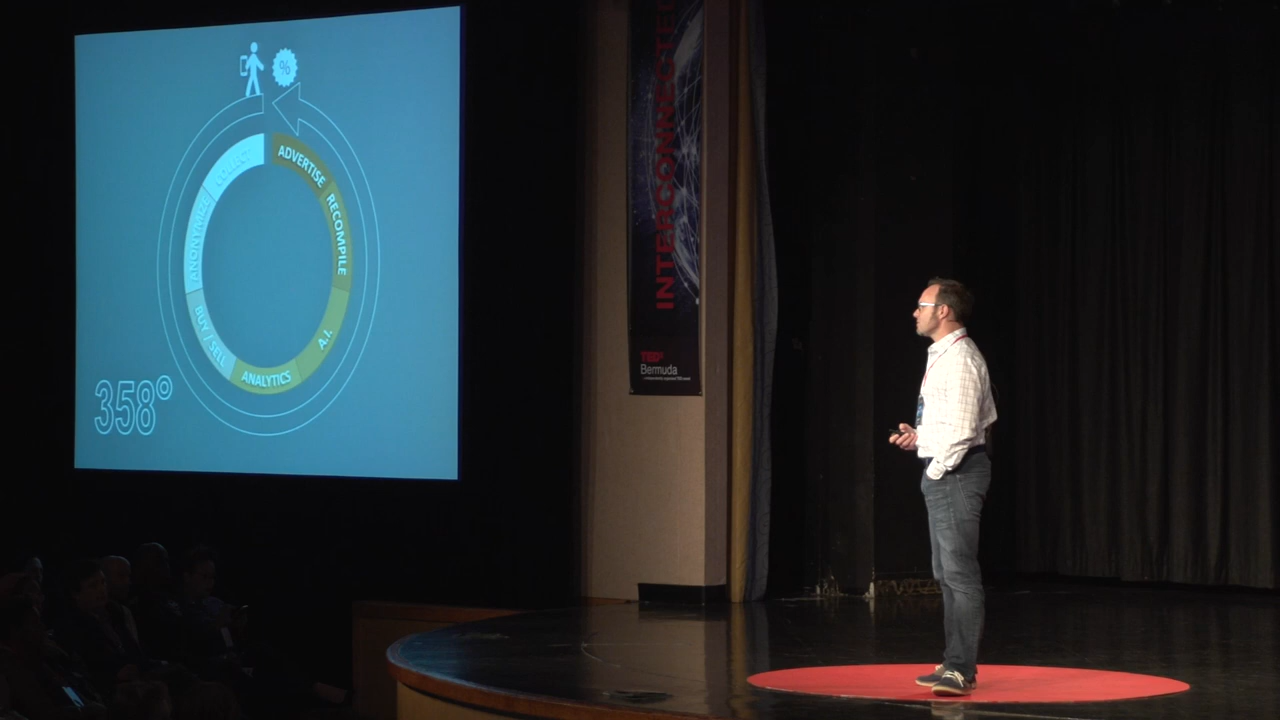 %
COLLECT
ADVERTISE
RECOMPILE
A.I.
ANALYTICS
BUY / SELL
ANONYMIZE
358°
INTERCONNECTED
TEDx
Bermuda